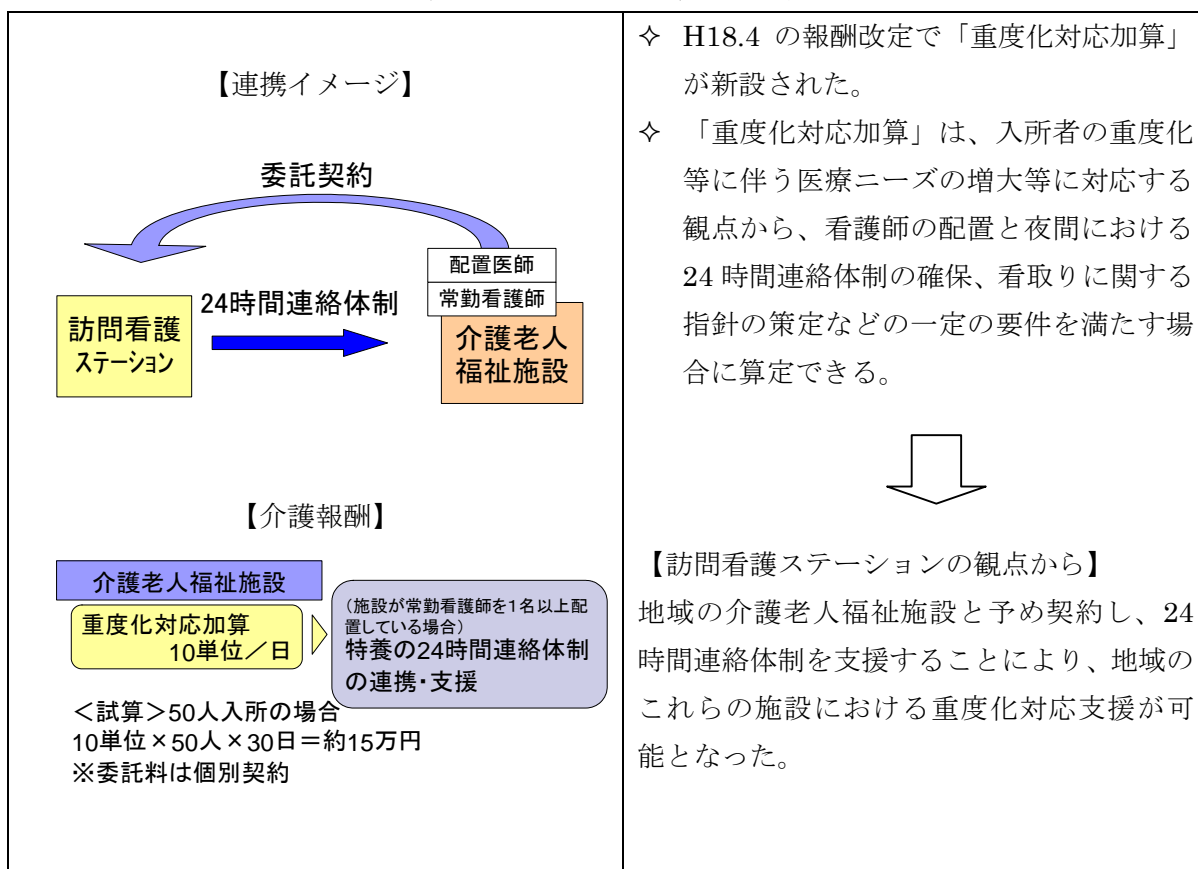 【連携イメージ】
委託契約
配置医師
常勤看護師
24時間連絡体制
訪問看護
ステーション
介護老人
福祉施設
【介護報酬】
介護老人福祉施設
重度化対応加算
10単位／日
(施設が常勤看護師を1名以上配
置している場合)
特養の24時間連絡体制
の連携・支援
＜試算＞50人入所の場合
10単位×50人×30日＝約15万円
※委託料は個別契約
✧ H18.4 の報酬改定で「重度化対応加算」
が新設された。
✧ 「重度化対応加算」は、入所者の重度化
等に伴う医療ニーズの増大等に対応する
観点から、看護師の配置と夜間における
24 時間連絡体制の確保、看取りに関する
指針の策定などの一定の要件を満たす場
合に算定できる。
【訪問看護ステーションの観点から】
地域の介護老人福祉施設と予め契約し、24
時間連絡体制を支援することにより、地域の
これらの施設における重度化対応支援が可
能となった。